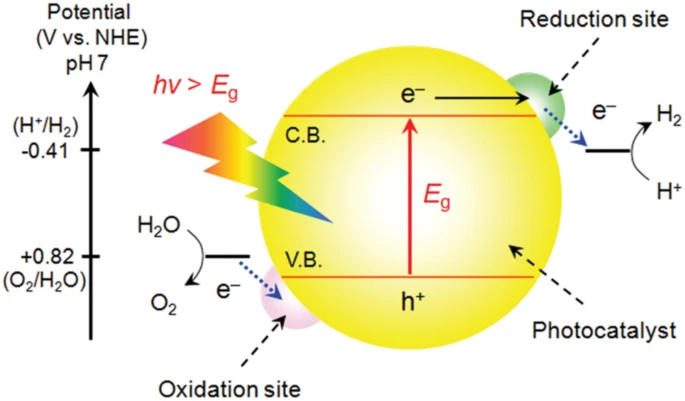 Potential
(V vs. NHE)
pH 7
Reduction site
hν > Eg
e⁻
e⁻
H₂
(H⁺/H₂)
-0.41
C.B.
Eg
H⁺
H₂O
+0.82
(O₂/H₂O)
V.B.
e⁻
O₂
h⁺
Photocatalyst
Oxidation site